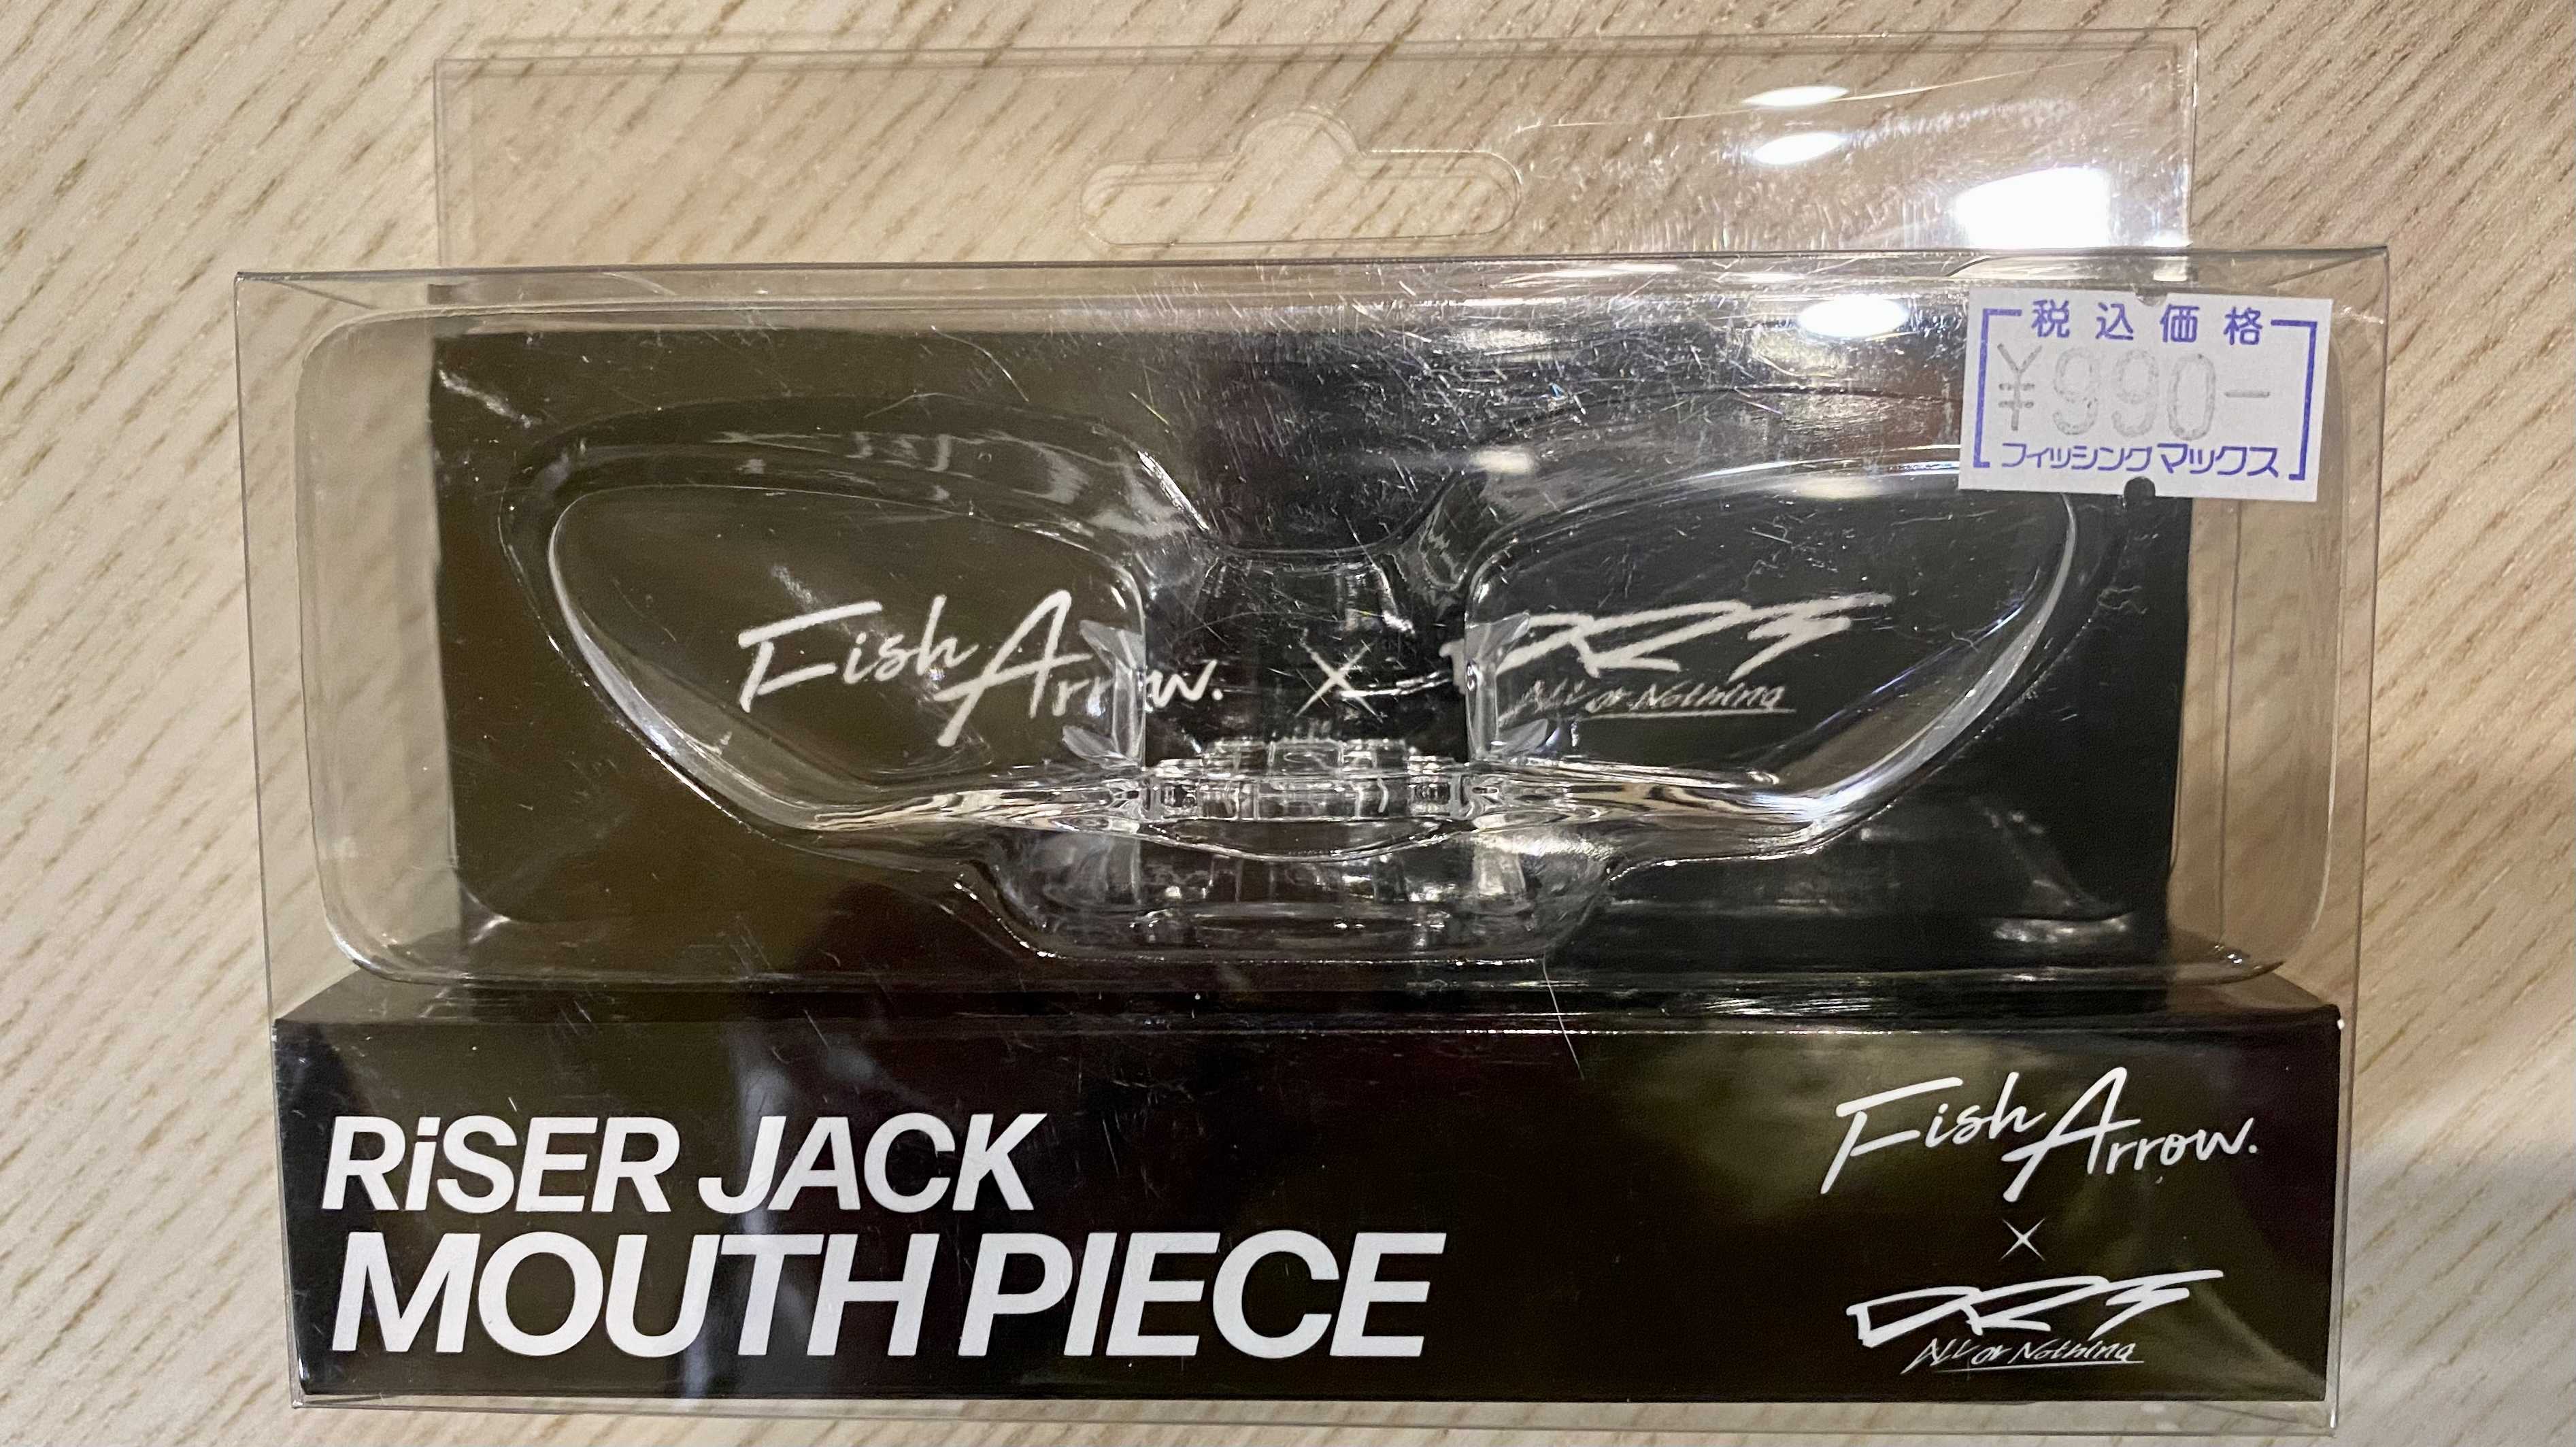 税込価格
¥990-
フィッシングマックス
Fish Arrow. × DRT
ALL or Nothing
RiSER JACK
MOUTH PIECE
Fish Arrow.
×
DRT
ALL or Nothing